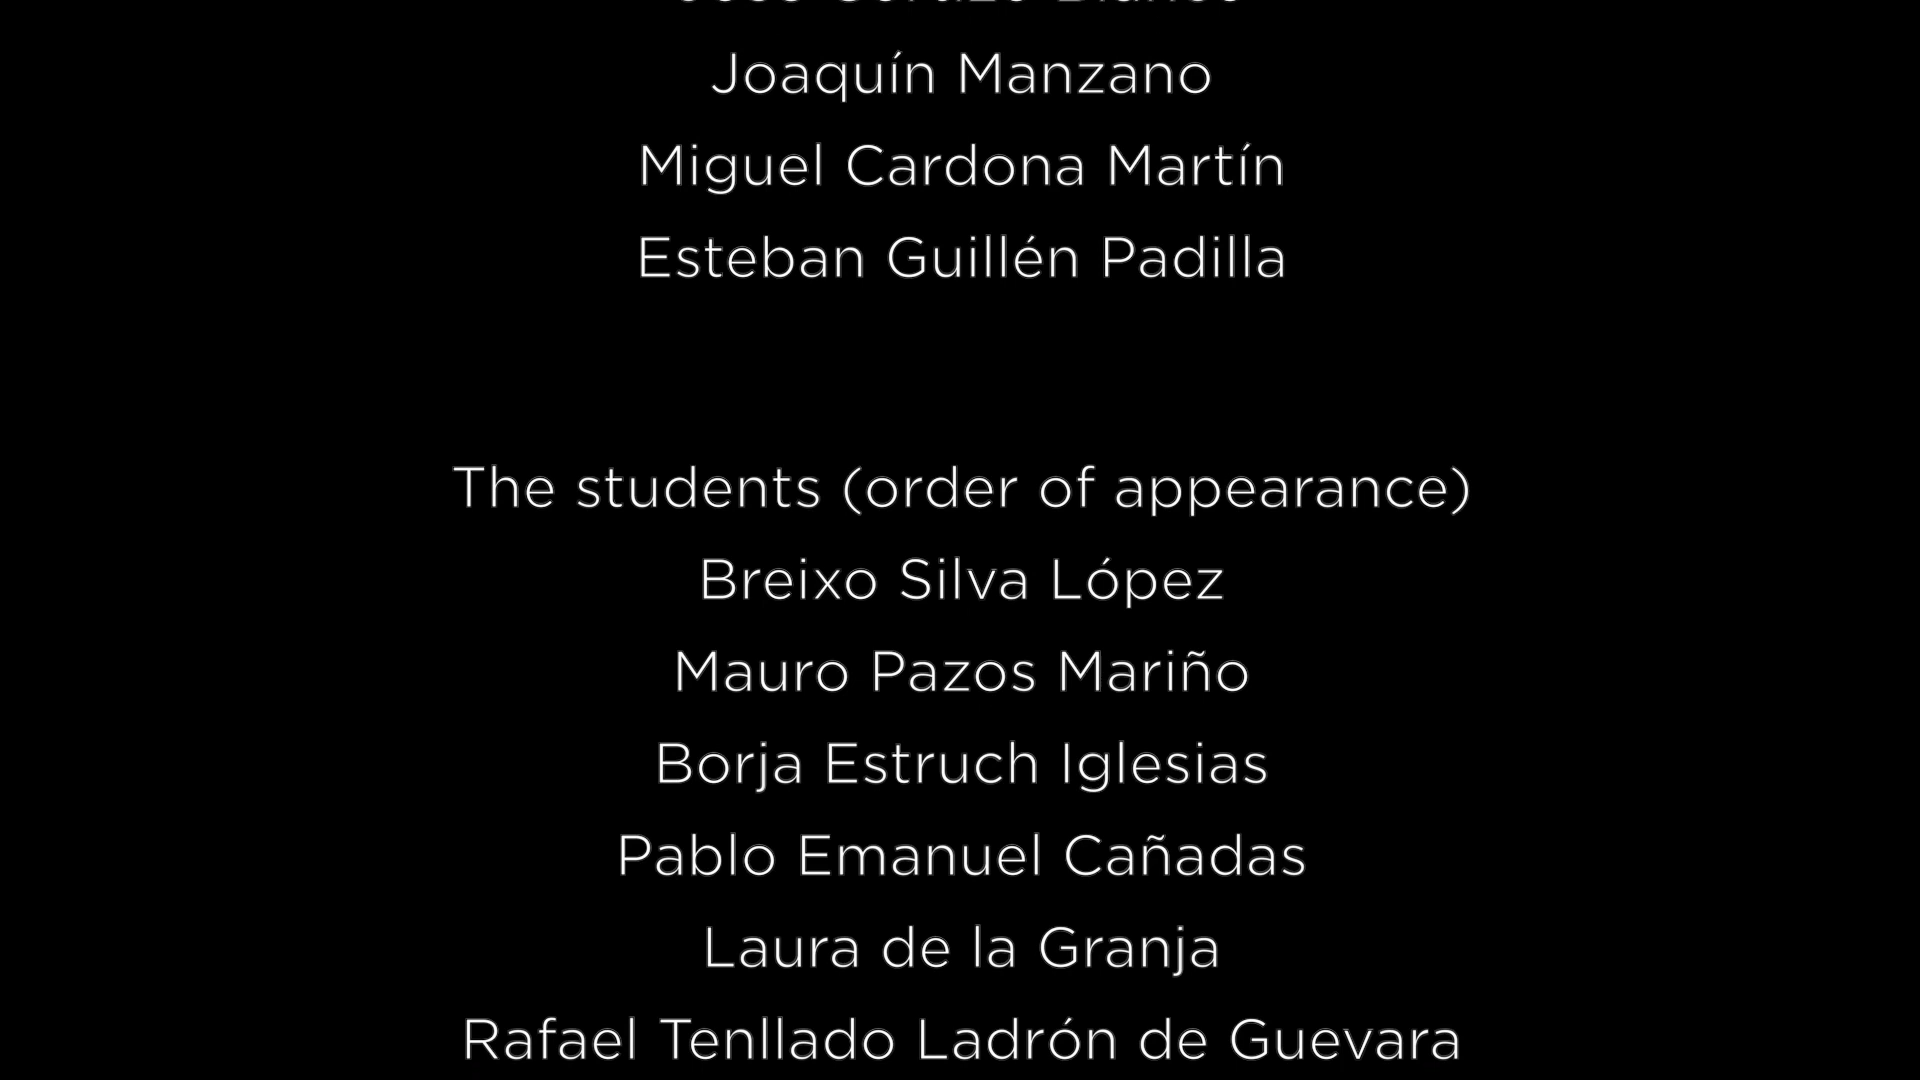 Joaquín Manzano
Miguel Cardona Martín
Esteban Guillén Padilla
The students (order of appearance)
Breixo Silva López
Mauro Pazos Mariño
Borja Estruch Iglesias
Pablo Emanuel Cañadas
Laura de la Granja
Rafael Tenllado Ladrón de Guevara